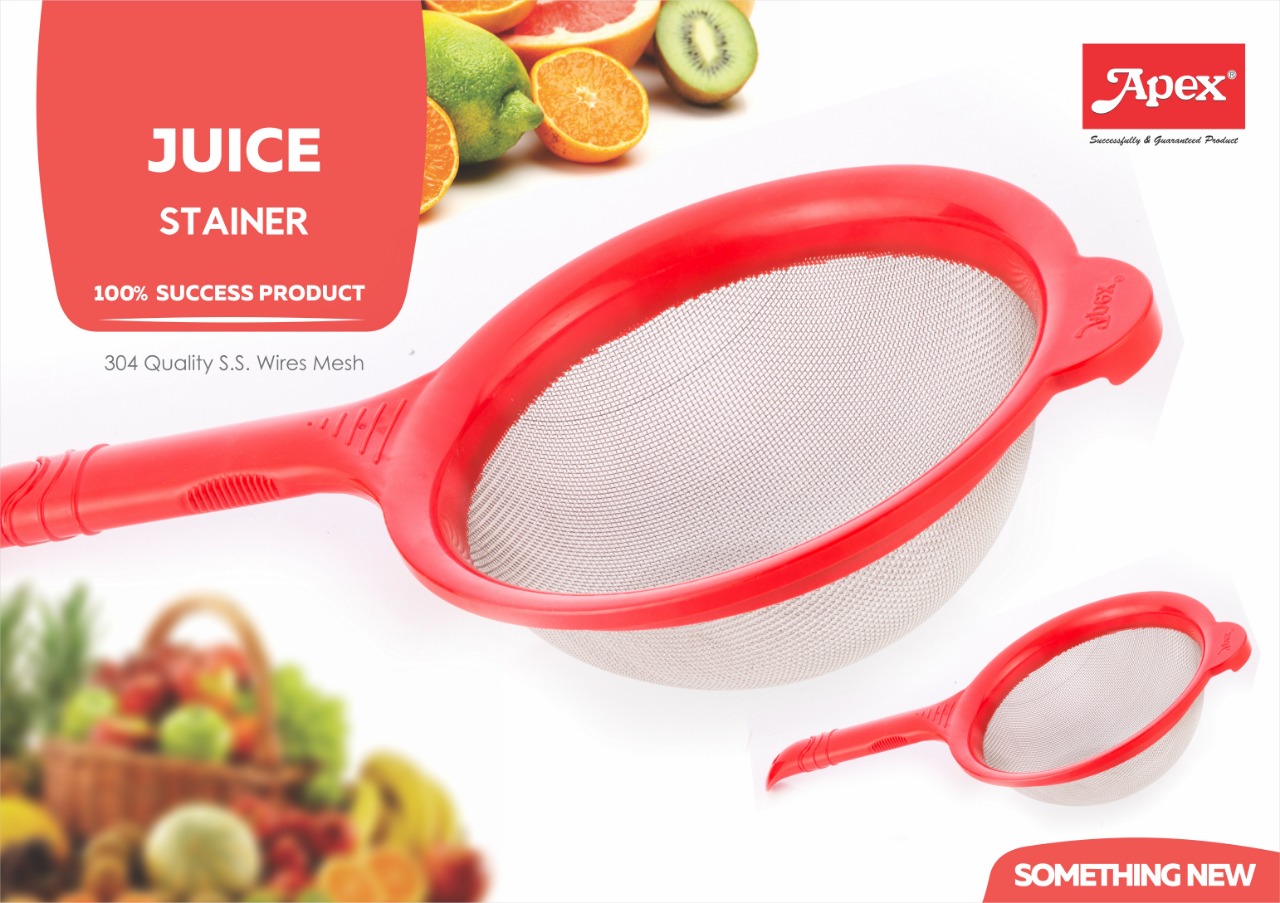 JUICE
STAINER
100% SUCCESS PRODUCT
304 Quality S.S. Wires Mesh
Apex®
Successfully & Guaranteed Product
Apex®
SOMETHING NEW